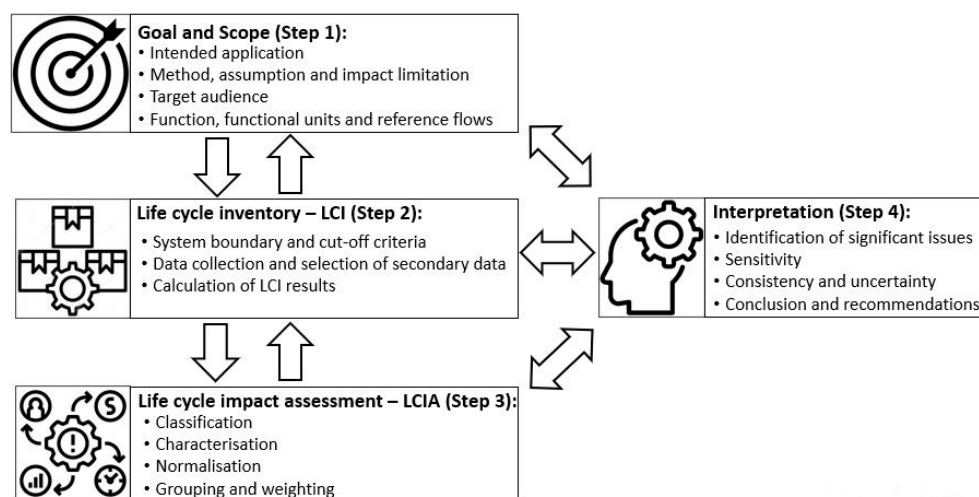 Goal and Scope (Step 1):
• Intended application
• Method, assumption and impact limitation
• Target audience
• Function, functional units and reference flows
Life cycle inventory – LCI (Step 2):
• System boundary and cut-off criteria
• Data collection and selection of secondary data
• Calculation of LCI results
Interpretation (Step 4):
• Identification of significant issues
• Sensitivity
• Consistency and uncertainty
• Conclusion and recommendations
Life cycle impact assessment – LCIA (Step 3):
• Classification
• Characterisation
• Normalisation
• Grouping and weighting